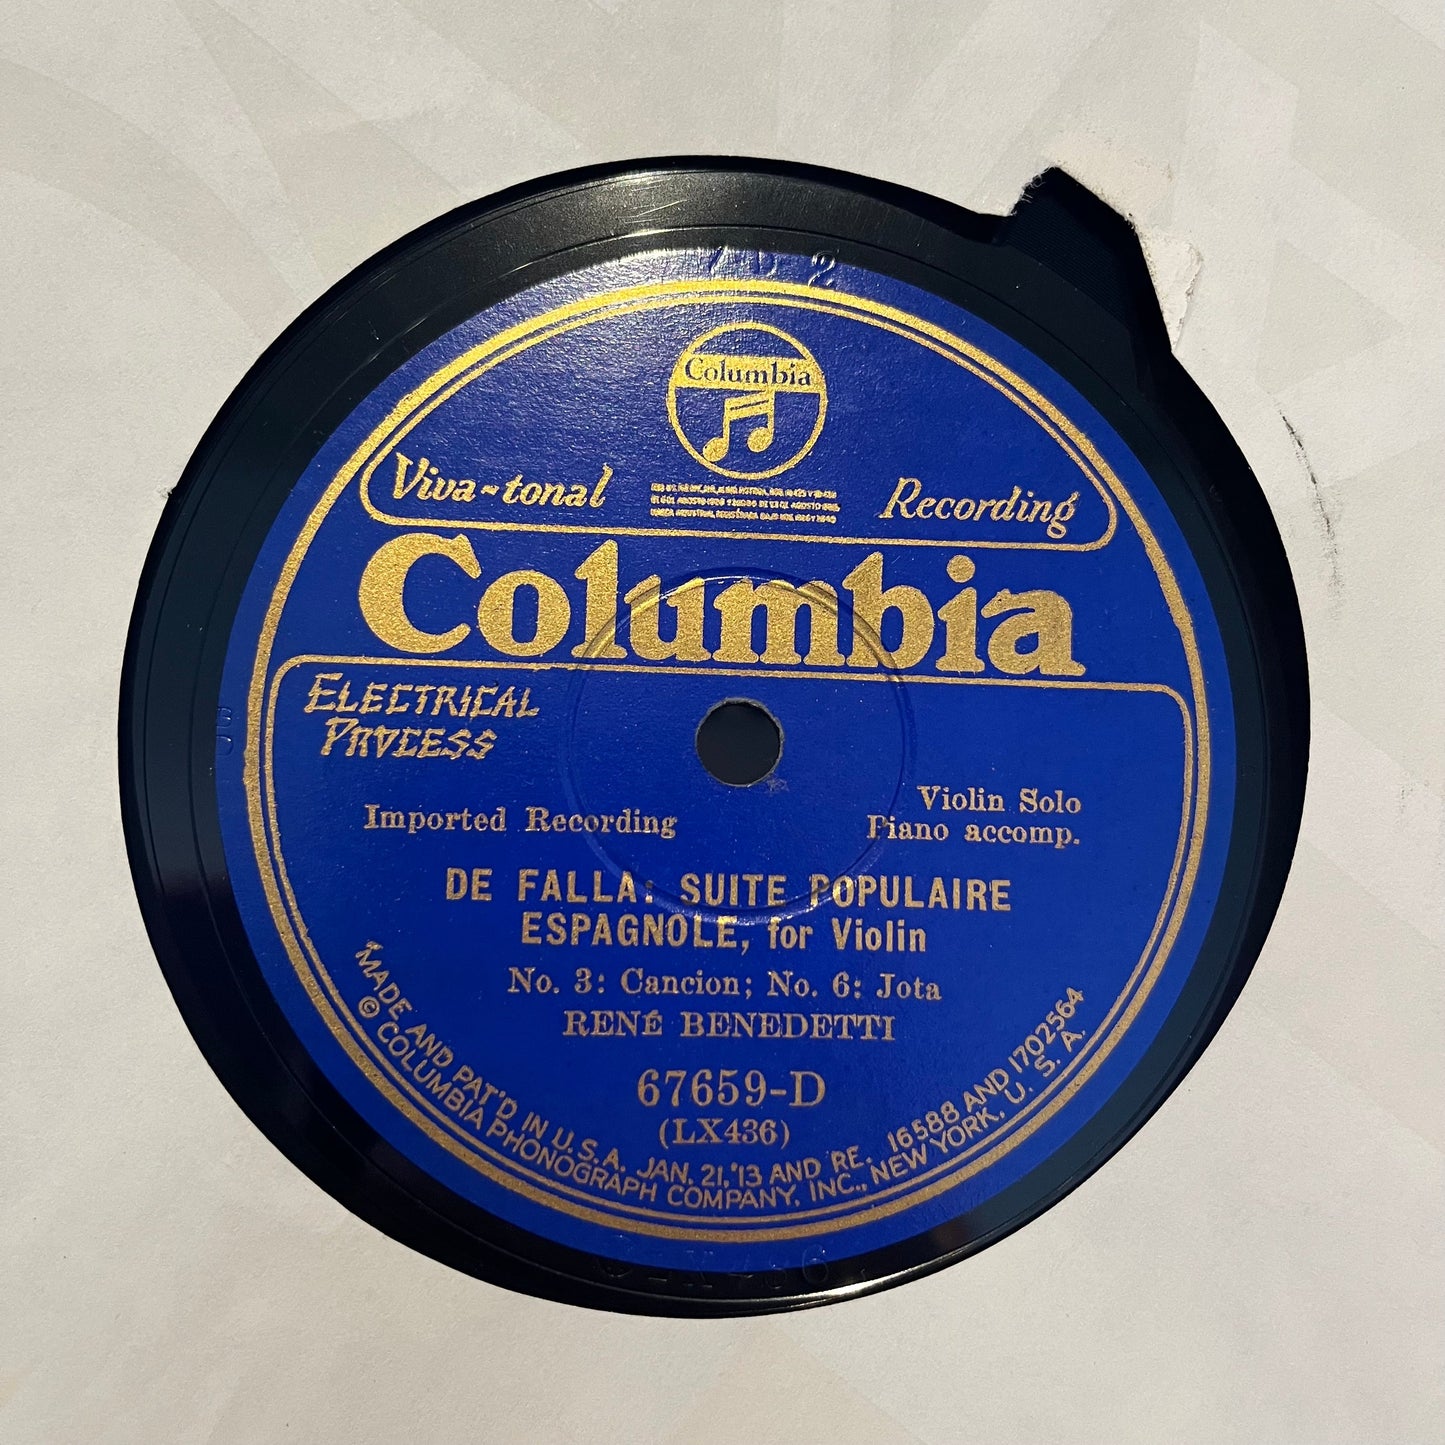 1 D 2
Columbia
Viva-tonal Recording
Columbia
ELECTRICAL
PROCESS
Violin Solo
Imported Recording Piano accomp.
DE FALLA: SUITE POPULAIRE
ESPAGNOLE, for Violin
No. 3: Cancion; No. 6: Jota
RENÉ BENEDETTI
67659-D
(LX436)
MADE AND PAT'D IN U.S.A. JAN. 21,'13 AND RE. 16588 AND 1702564
© COLUMBIA PHONOGRAPH COMPANY, INC., NEW YORK, U. S. A.